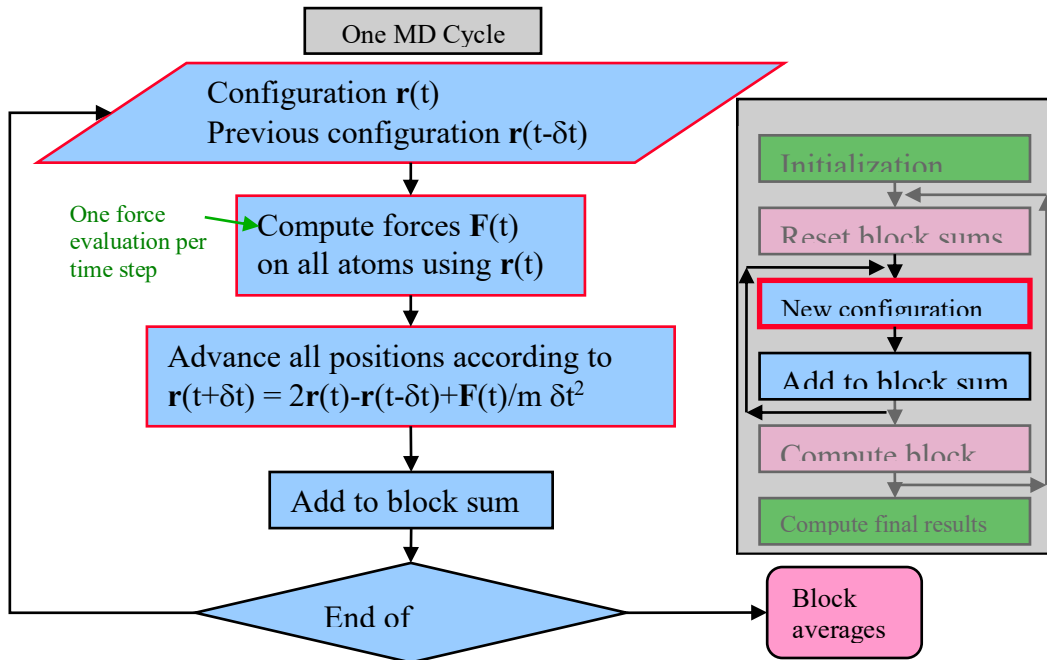 One MD Cycle
Configuration r(t)
Previous configuration r(t-δt)
One force
evaluation per
time step
Compute forces F(t)
on all atoms using r(t)
Advance all positions according to
r(t+δt) = 2r(t)-r(t-δt)+F(t)/m δt²
Add to block sum
End of
Block
averages
Initialization
Reset block sums
New configuration
Add to block sum
Compute block
Compute final results